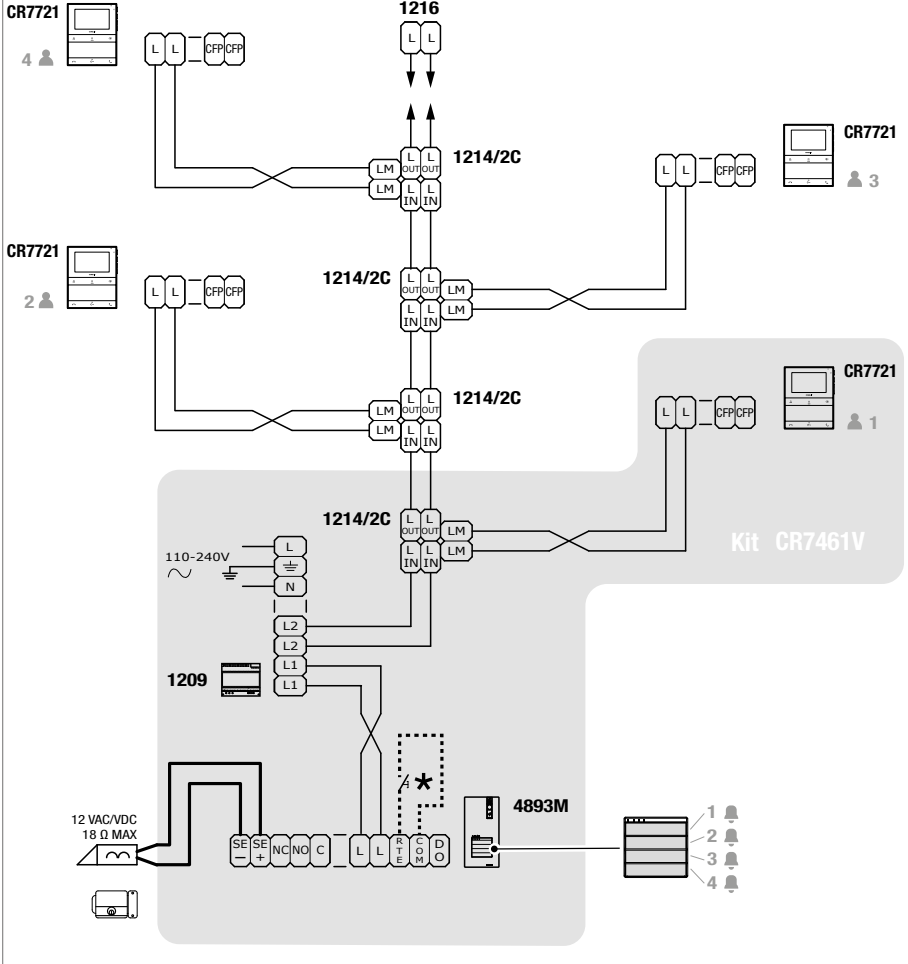 CR7721
4
L L CFP CFP
1216
L L
1214/2C
L OUT L OUT
LM
LM
L IN L IN
CR7721
3
L L CFP CFP
CR7721
2
L L CFP CFP
1214/2C
L OUT L OUT LM
L IN L IN LM
1214/2C
LM L OUT L OUT
LM L IN L IN
CR7721
1
L L CFP CFP
1214/2C
L OUT L OUT LM
L IN L IN LM
Kit CR7461V
110-240V
L
N
L2
L2
L1
L1
1209
*
4893M
12 VAC/VDC
18 Ω MAX
SE – SE + NC NO C L L RTE COM DO
1
2
3
4